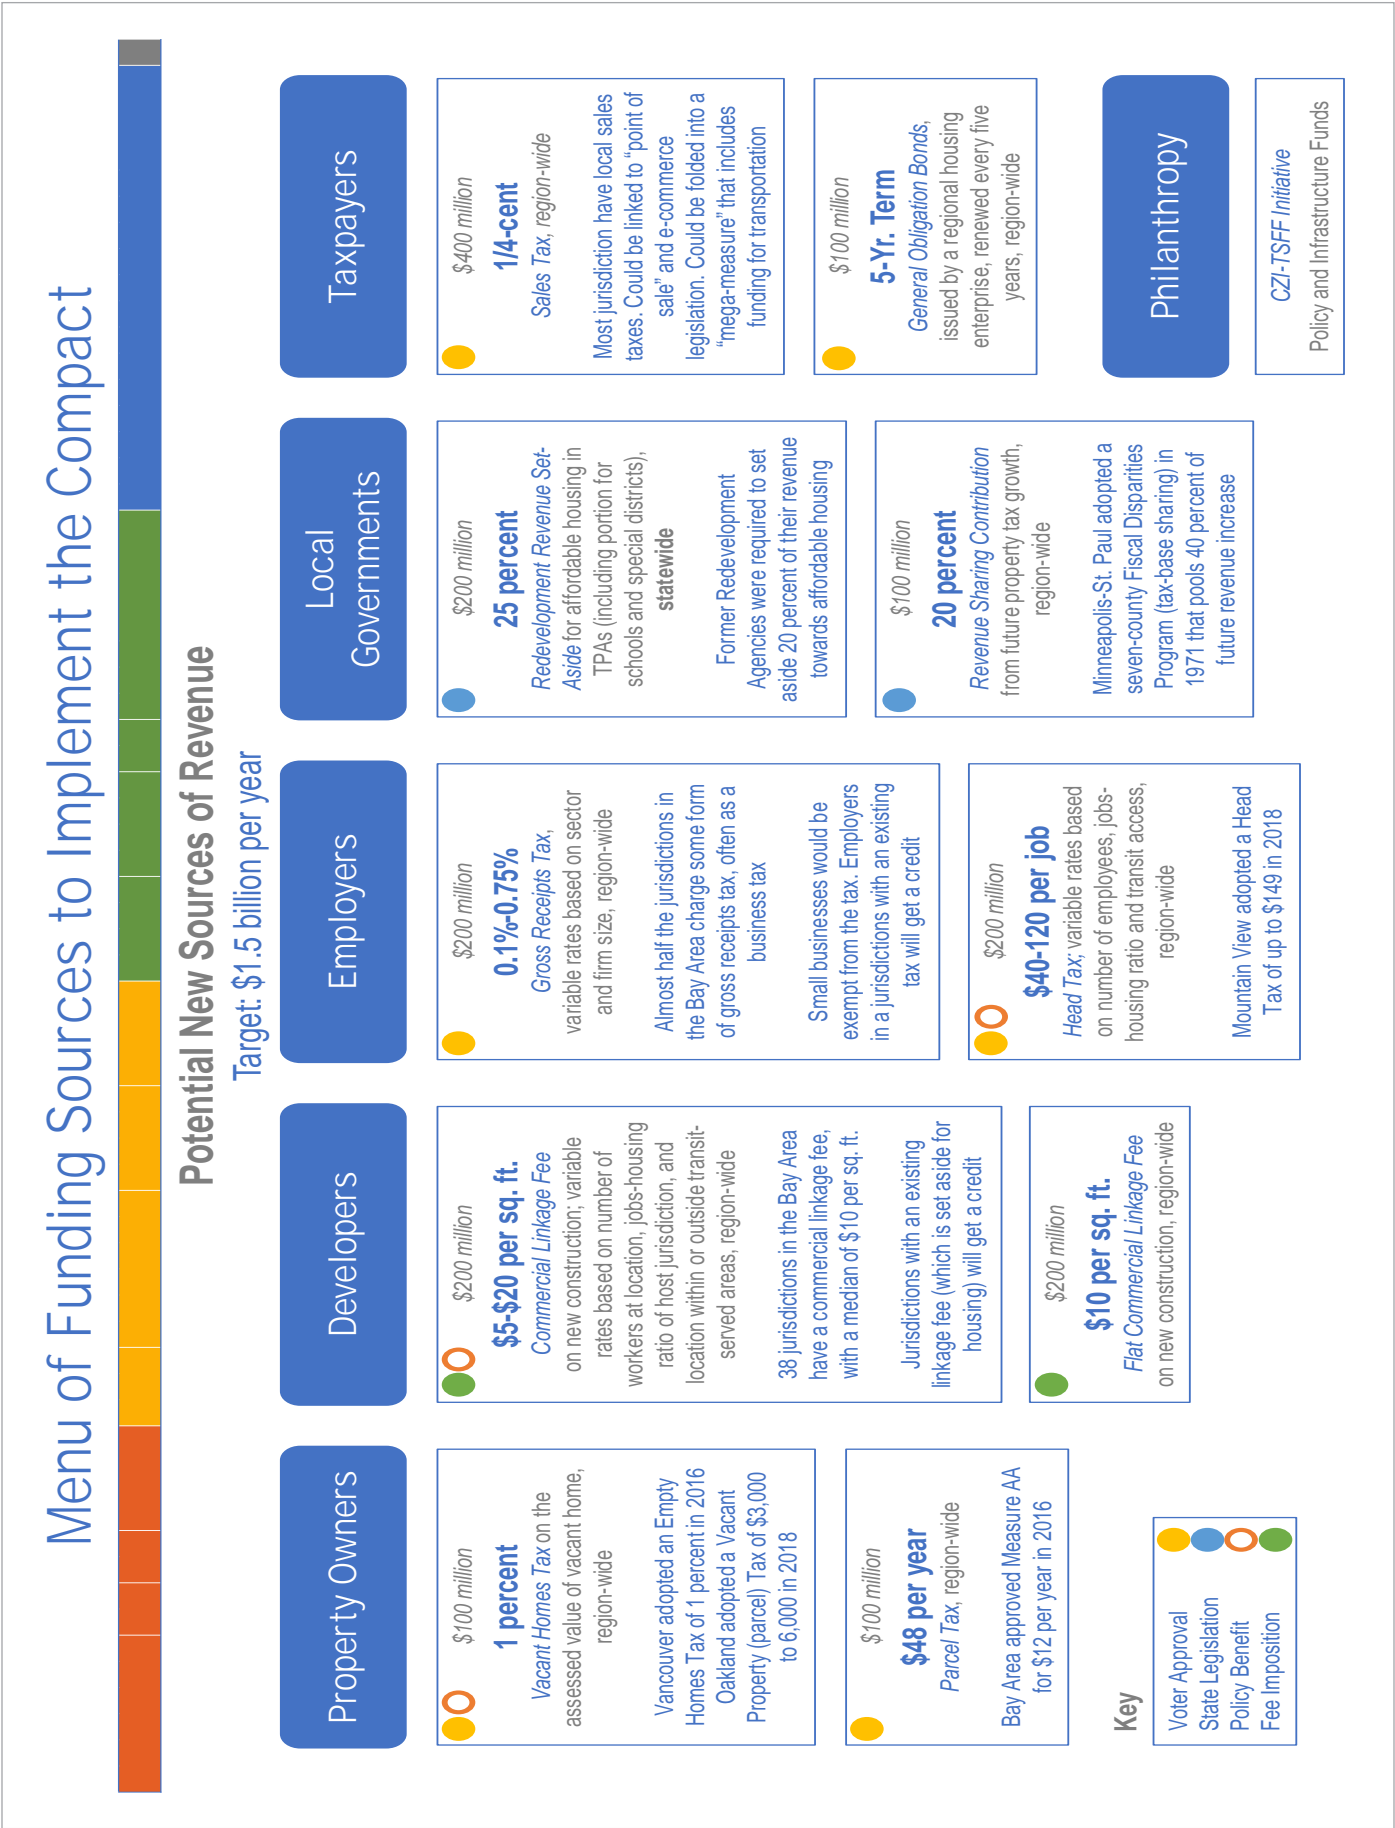 Menu of Funding Sources to Implement the Compact
Potential New Sources of Revenue
Target: $1.5 billion per year
Property Owners
$100 million
1 percent
Vacant Homes Tax on the
assessed value of vacant home,
region-wide
Vancouver adopted an Empty
Homes Tax of 1 percent in 2016
Oakland adopted a Vacant
Property (parcel) Tax of $3,000
to 6,000 in 2018
$100 million
$48 per year
Parcel Tax, region-wide
Bay Area approved Measure AA
for $12 per year in 2016
Key
Voter Approval
State Legislation
Policy Benefit
Fee Imposition
Developers
$200 million
$5-$20 per sq. ft.
Commercial Linkage Fee
on new construction; variable
rates based on number of
workers at location, jobs-housing
ratio of host jurisdiction, and
location within or outside transit-
served areas, region-wide
38 jurisdictions in the Bay Area
have a commercial linkage fee,
with a median of $10 per sq. ft.
Jurisdictions with an existing
linkage fee (which is set aside for
housing) will get a credit
$200 million
$10 per sq. ft.
Flat Commercial Linkage Fee
on new construction, region-wide
Employers
$200 million
0.1%-0.75%
Gross Receipts Tax,
variable rates based on sector
and firm size, region-wide
Almost half the jurisdictions in
the Bay Area charge some form
of gross receipts tax, often as a
business tax
Small businesses would be
exempt from the tax. Employers
in a jurisdictions with an existing
tax will get a credit
$200 million
$40-120 per job
Head Tax; variable rates based
on number of employees, jobs-
housing ratio and transit access,
region-wide
Mountain View adopted a Head
Tax of up to $149 in 2018
Local
Governments
$200 million
25 percent
Redevelopment Revenue Set-
Aside for affordable housing in
TPAs (including portion for
schools and special districts),
statewide
Former Redevelopment
Agencies were required to set
aside 20 percent of their revenue
towards affordable housing
$100 million
20 percent
Revenue Sharing Contribution
from future property tax growth,
region-wide
Minneapolis-St. Paul adopted a
seven-county Fiscal Disparities
Program (tax-base sharing) in
1971 that pools 40 percent of
future revenue increase
Taxpayers
$400 million
1/4-cent
Sales Tax, region-wide
Most jurisdiction have local sales
taxes. Could be linked to “point of
sale” and e-commerce
legislation. Could be folded into a
“mega-measure” that includes
funding for transportation
$100 million
5-Yr. Term
General Obligation Bonds,
issued by a regional housing
enterprise, renewed every five
years, region-wide
Philanthropy
CZI-TSFF Initiative
Policy and Infrastructure Funds